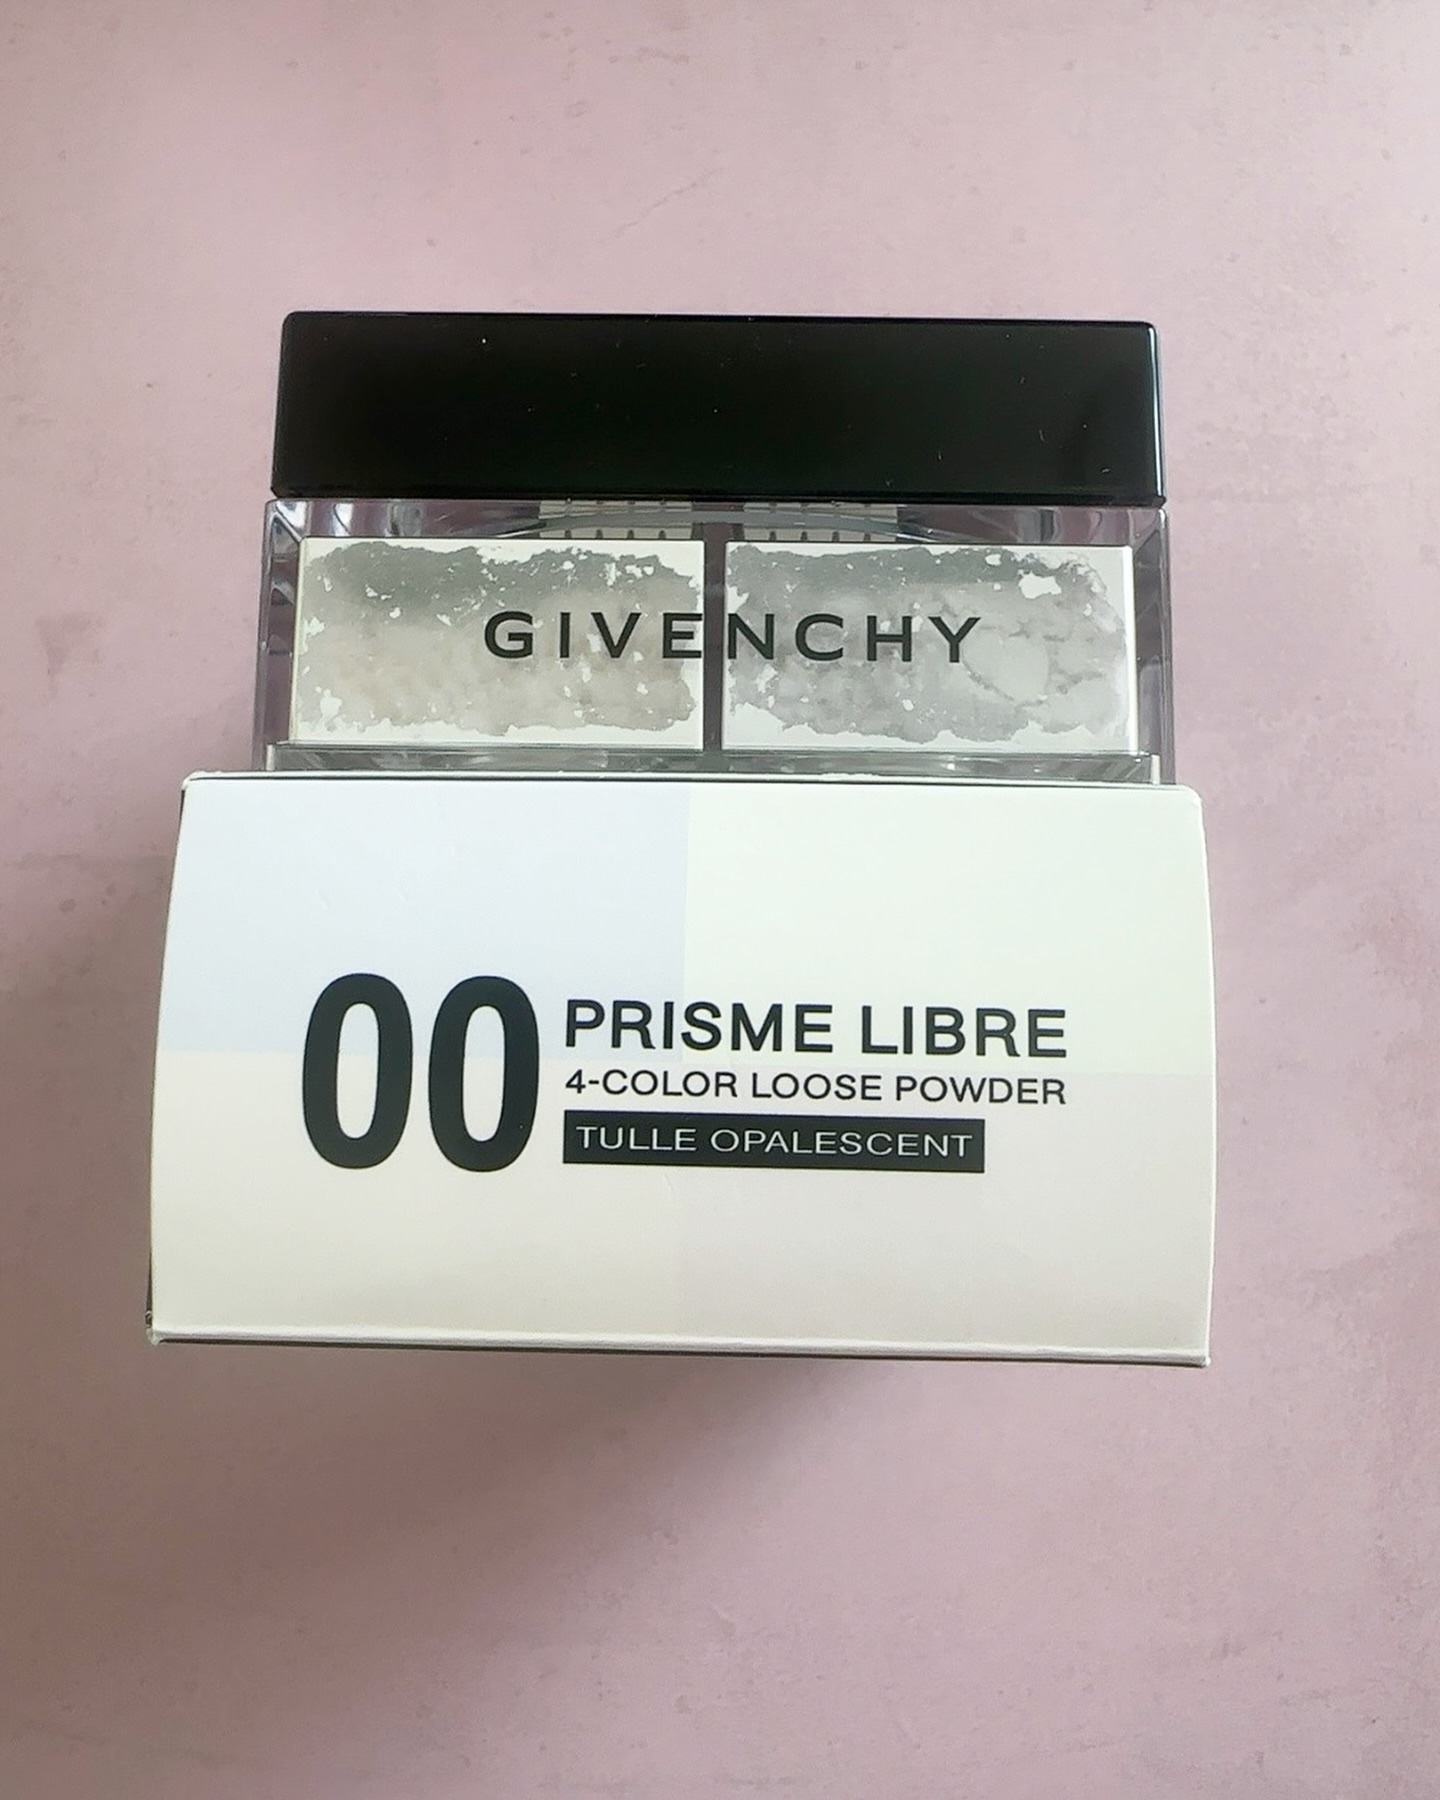 GIVENCHY
00
PRISME LIBRE
4-COLOR LOOSE POWDER
TULLE OPALESCENT